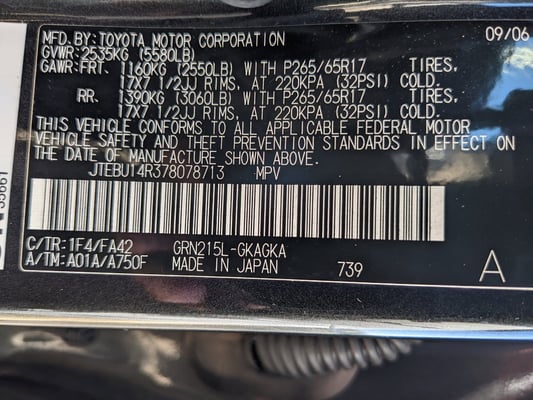 MFD.BY:TOYOTA MOTOR CORPORATION 09/06
GVWR: 2535KG (5580LB)
GAWR:FRT. 1160KG (2550LB) WITH P265/65R17 TIRES,
17X7 1/2JJ RIMS, AT 220KPA (32PSI) COLD.
RR. 1390KG (3060LB) WITH P265/65R17 TIRES,
17X7 1/2JJ RIMS, AT 220KPA (32PSI) COLD.
THIS VEHICLE CONFORMS TO ALL APPLICABLE FEDERAL MOTOR
VEHICLE SAFETY AND THEFT PREVENTION STANDARDS IN EFFECT ON
THE DATE OF MANUFACTURE SHOWN ABOVE.
JTEBU14R378078713 MPV
C/TR:1F4/FA42 GRN215L-GKAGKA
A/TM:A01A/A750F MADE IN JAPAN 739 A